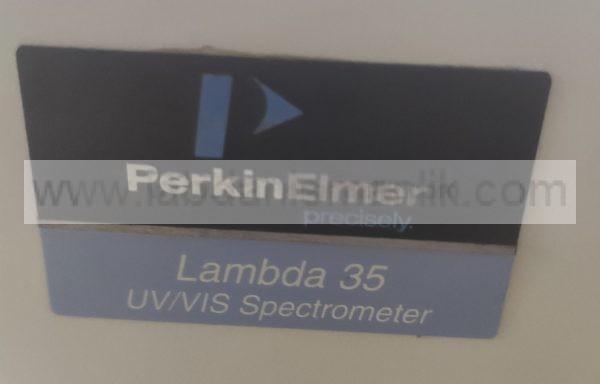 PerkinElmer
precisely.
Lambda 35
UV/VIS Spectrometer